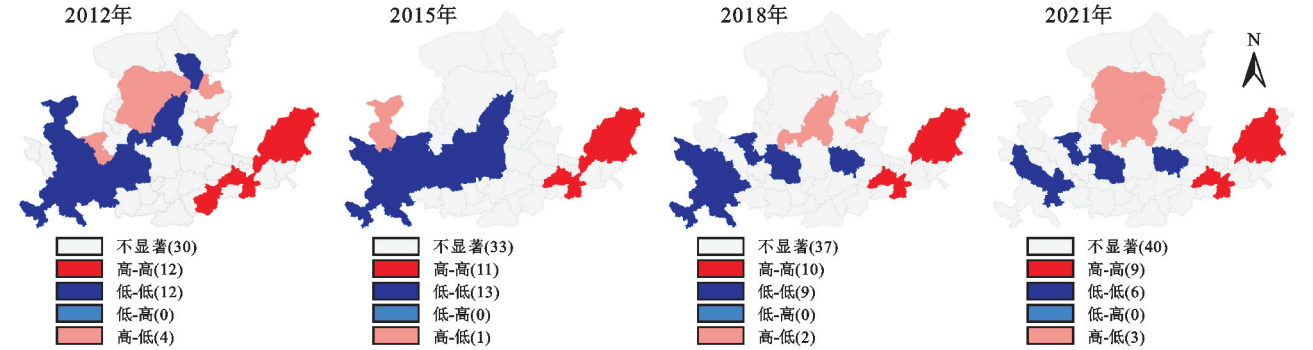 2012年
2015年
2018年
2021年
N
不显著(30)
高-高(12)
低-低(12)
低-高(0)
高-低(4)
不显著(33)
高-高(11)
低-低(13)
低-高(0)
高-低(1)
不显著(37)
高-高(10)
低-低(9)
低-高(0)
高-低(2)
不显著(40)
高-高(9)
低-低(6)
低-高(0)
高-低(3)